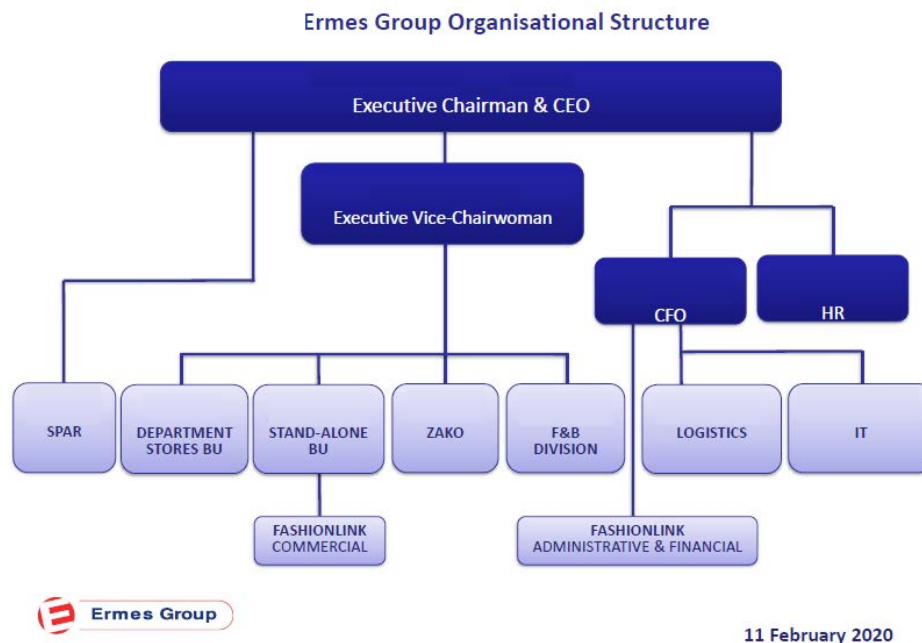 Ermes Group Organisational Structure
Executive Chairman & CEO
Executive Vice-Chairwoman
CFO
HR
SPAR
DEPARTMENT
STORES BU
STAND-ALONE
BU
ZAKO
F&B
DIVISION
LOGISTICS
IT
FASHIONLINK
COMMERCIAL
FASHIONLINK
ADMINISTRATIVE & FINANCIAL
Ermes Group
11 February 2020